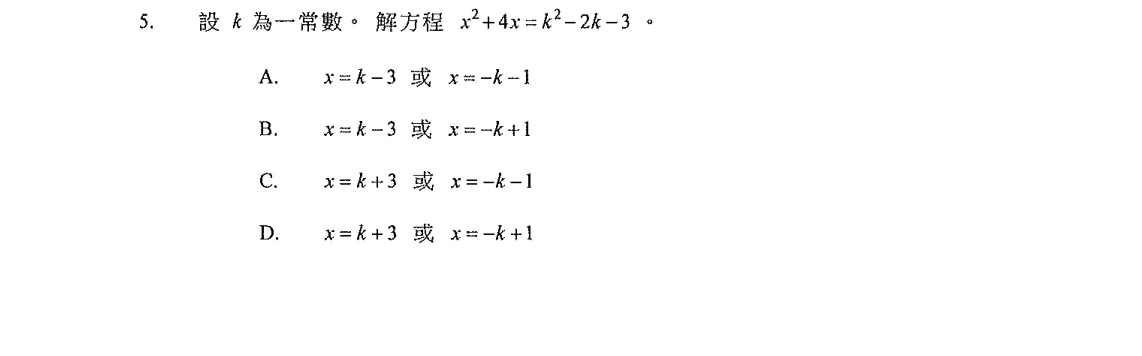 5. 設 k 為一常數。 解方程 x²+4x=k²−2k−3 。
A. x=k−3 或 x=−k−1
B. x=k−3 或 x=−k+1
C. x=k+3 或 x=−k−1
D. x=k+3 或 x=−k+1